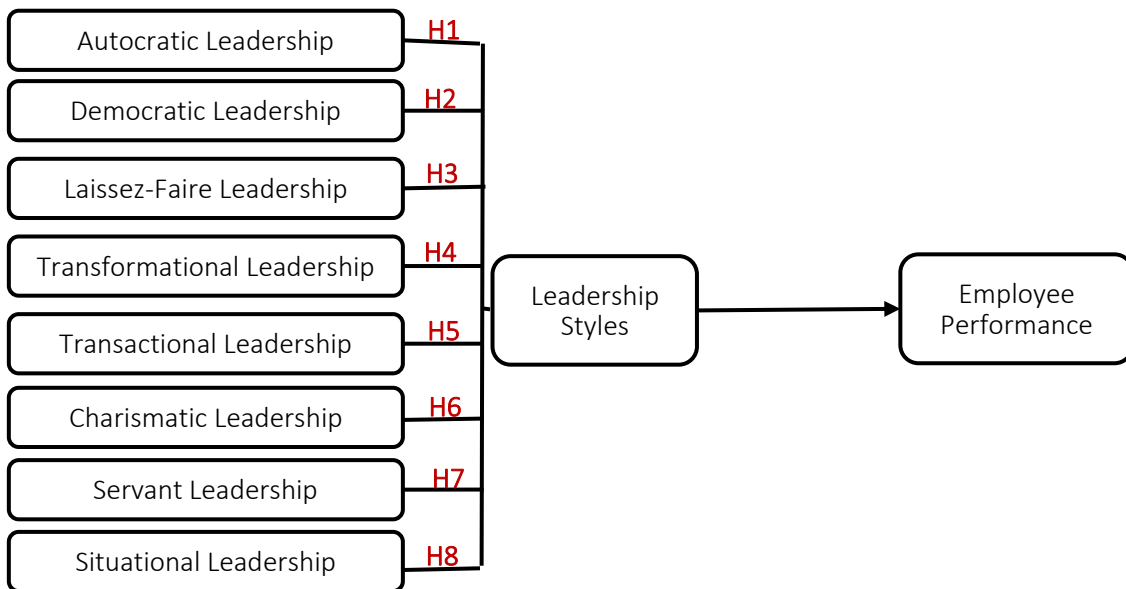 Autocratic Leadership
H1
Democratic Leadership
H2
Laissez-Faire Leadership
H3
Transformational Leadership
H4
Transactional Leadership
H5
Charismatic Leadership
H6
Servant Leadership
H7
Situational Leadership
H8
Leadership
Styles
Employee
Performance